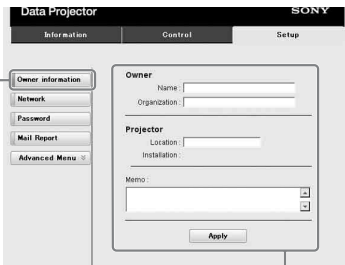 Data Projector SONY
Information Control Setup
Owner information
Network
Password
Mail Report
Advanced Menu
Owner
Name :
Organization :
Projector
Location :
Installation :
Memo :
Apply